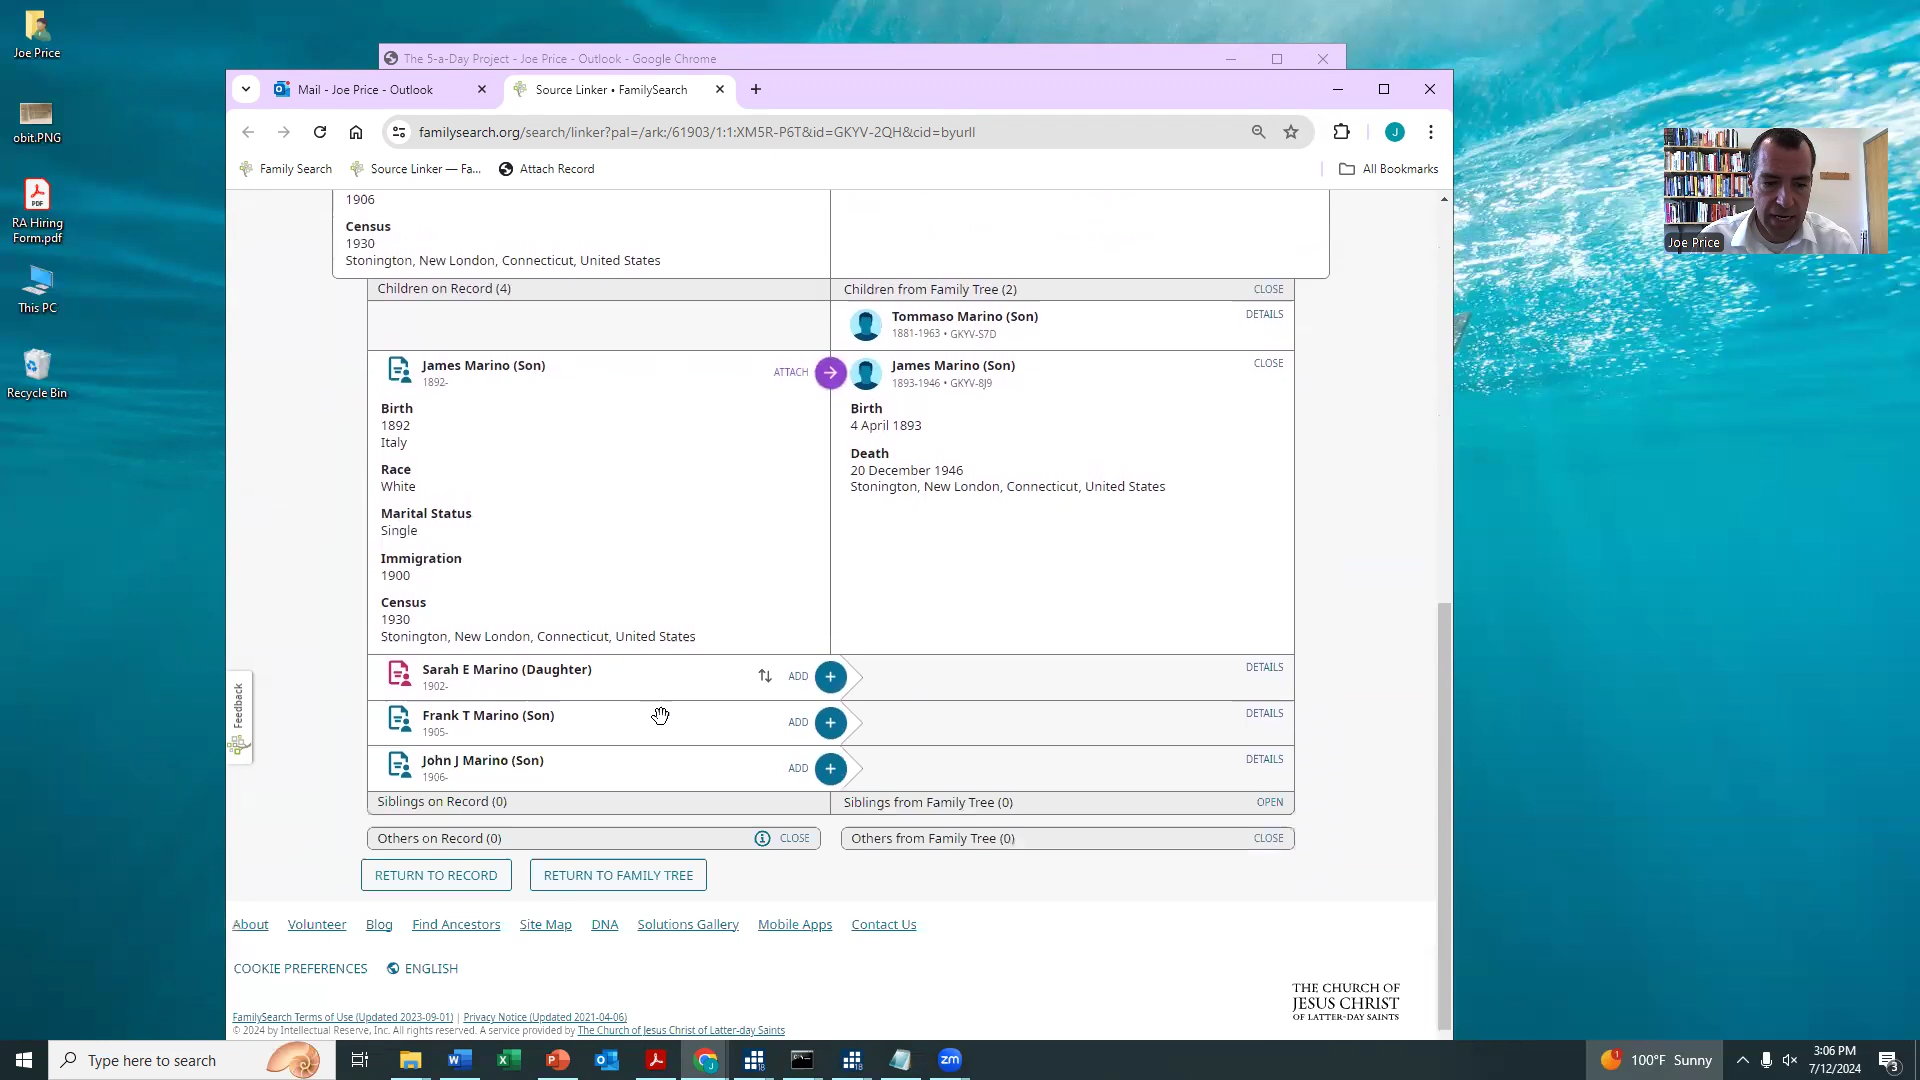 Joe Price
obit.PNG
RA Hiring
Form.pdf
This PC
Recycle Bin
The 5-a-Day Project - Joe Price - Outlook - Google Chrome
Mail - Joe Price - Outlook
Source Linker • FamilySearch
familysearch.org/search/linker?pal=/ark:/61903/1:1:XM5R-P6T&id=GKYV-2QH&cid=byurll
J
Family Search
Source Linker — Fa...
Attach Record
All Bookmarks
Joe Price
1906
Census
1930
Stonington, New London, Connecticut, United States
Children on Record (4)
Children from Family Tree (2)
CLOSE
Tommaso Marino (Son)
1881-1963 • GKYV-S7D
DETAILS
James Marino (Son)
1892-
ATTACH
James Marino (Son)
1893-1946 • GKYV-8J9
CLOSE
Birth
1892
Italy
Race
White
Marital Status
Single
Immigration
1900
Census
1930
Stonington, New London, Connecticut, United States
Birth
4 April 1893
Death
20 December 1946
Stonington, New London, Connecticut, United States
Sarah E Marino (Daughter)
1902-
ADD
DETAILS
Frank T Marino (Son)
1905-
ADD
DETAILS
John J Marino (Son)
1906-
ADD
DETAILS
Siblings on Record (0)
Siblings from Family Tree (0)
OPEN
Others on Record (0)
CLOSE
Others from Family Tree (0)
CLOSE
RETURN TO RECORD
RETURN TO FAMILY TREE
Feedback
About
Volunteer
Blog
Find Ancestors
Site Map
DNA
Solutions Gallery
Mobile Apps
Contact Us
COOKIE PREFERENCES
ENGLISH
THE CHURCH OF
JESUS CHRIST
OF LATTER-DAY SAINTS
FamilySearch Terms of Use (Updated 2023-09-01) | Privacy Notice (Updated 2021-04-06)
© 2024 by Intellectual Reserve, Inc. All rights reserved. A service provided by The Church of Jesus Christ of Latter-day Saints
Type here to search
zm
100°F Sunny
3:06 PM
7/12/2024
3